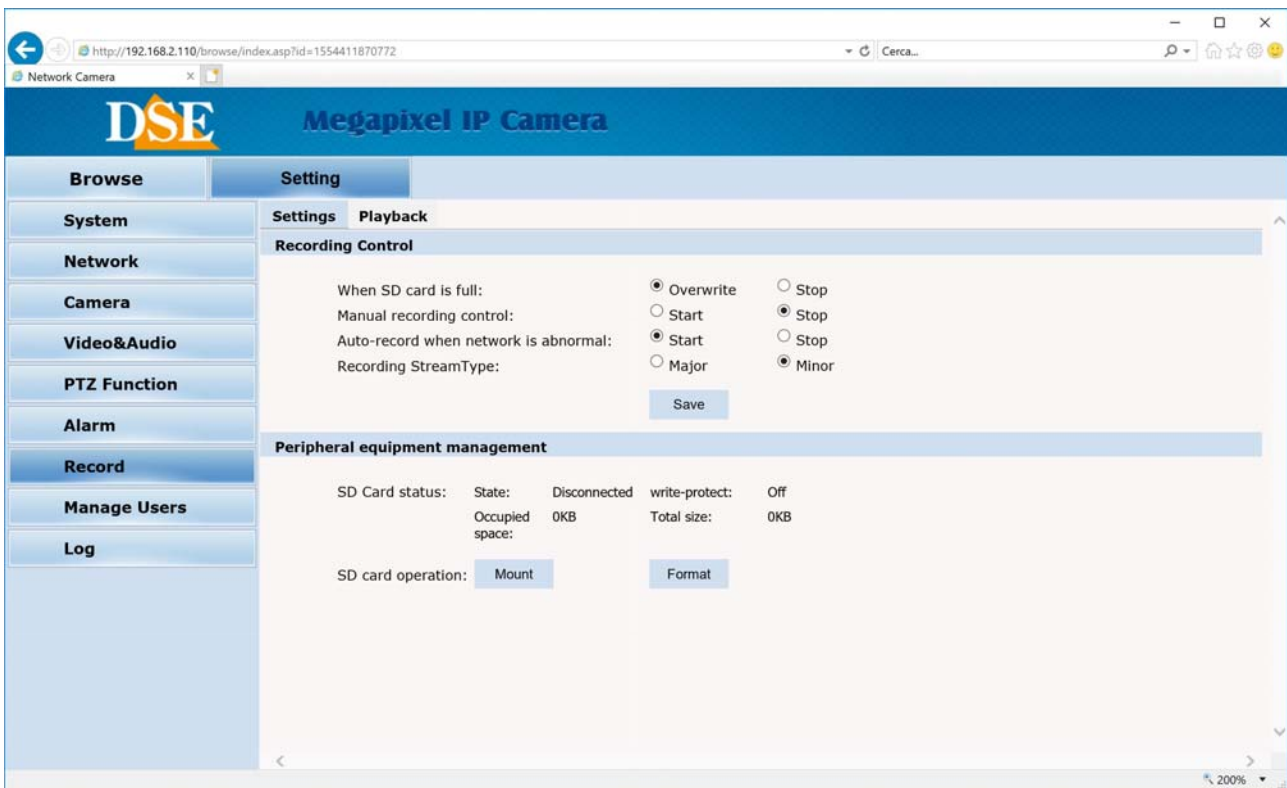 http://192.168.2.110/browse/index.asp?id=1554411870772
Cerca...
Network Camera
DSE Megapixel IP Camera
Browse Setting
System
Network
Camera
Video&Audio
PTZ Function
Alarm
Record
Manage Users
Log
Settings Playback
Recording Control
When SD card is full: Overwrite Stop
Manual recording control: Start Stop
Auto-record when network is abnormal: Start Stop
Recording StreamType: Major Minor
Save
Peripheral equipment management
SD Card status: State: Disconnected write-protect: Off
Occupied space: 0KB Total size: 0KB
SD card operation: Mount Format
200%